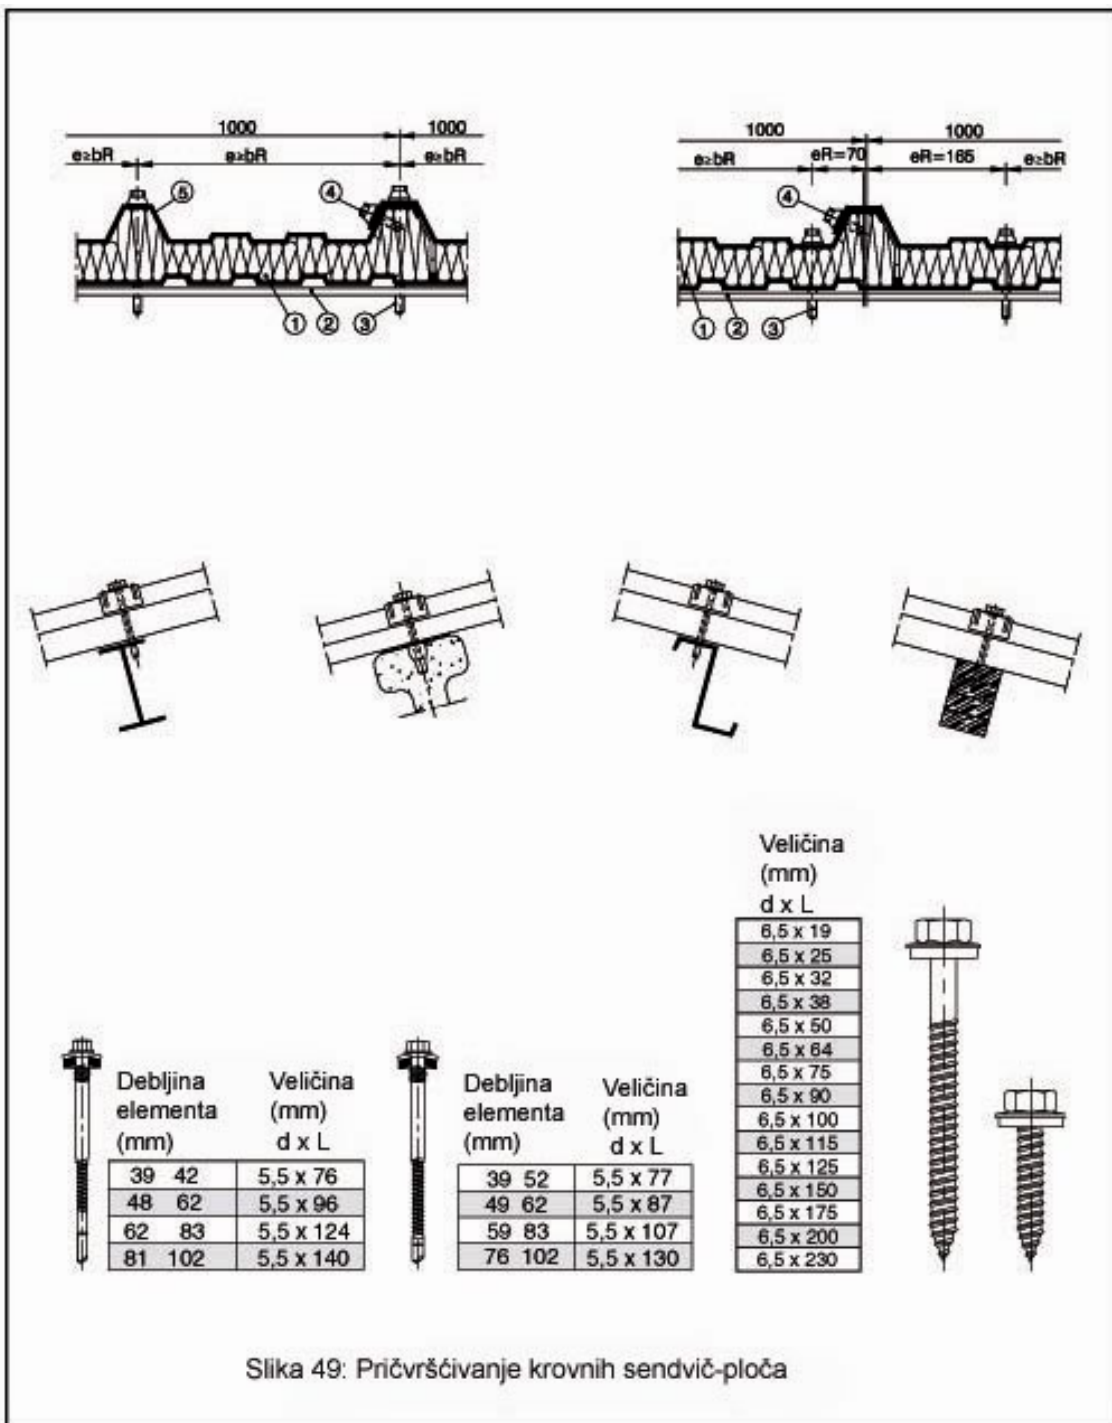 1000 1000
e≥bR e≥bR e≥bR
5 4
1 2 3
1000 1000
e≥bR eR=70 eR=165 e≥bR
4
1 2 3
Debljina Veličina
elementa (mm)
(mm) d x L
39 42 5,5 x 76
48 62 5,5 x 96
62 83 5,5 x 124
81 102 5,5 x 140
Debljina Veličina
elementa (mm)
(mm) d x L
39 52 5,5 x 77
49 62 5,5 x 87
59 83 5,5 x 107
76 102 5,5 x 130
Veličina
(mm)
d x L
6,5 x 19
6,5 x 25
6,5 x 32
6,5 x 38
6,5 x 50
6,5 x 64
6,5 x 75
6,5 x 90
6,5 x 100
6,5 x 115
6,5 x 125
6,5 x 150
6,5 x 175
6,5 x 200
6,5 x 230
Slika 49: Pričvršćivanje krovnih sendvič-ploča